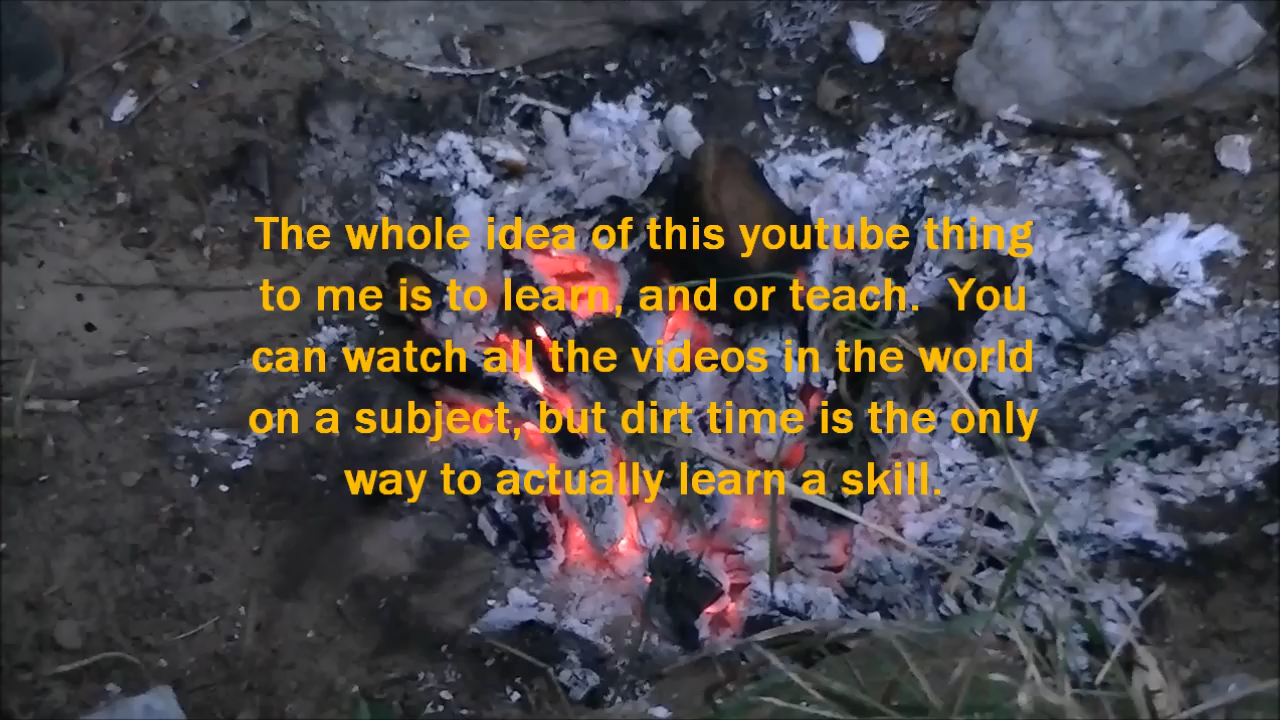 The whole idea of this youtube thing
to me is to learn, and or teach.  You
can watch all the videos in the world
on a subject, but dirt time is the only
way to actually learn a skill.